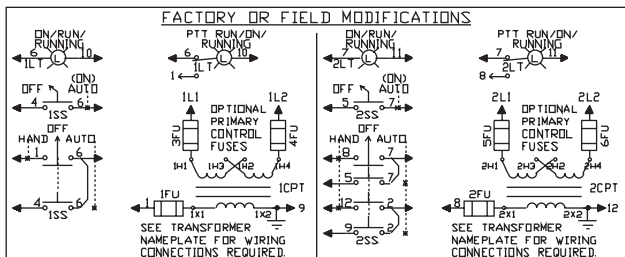 FACTORY OR FIELD MODIFICATIONS
ON/RUN/
RUNNING
6 10
1LT L
PTT RUN/ON/
RUNNING
6 10
1LT L
1
OFF (ON)
AUTO
4 6
1SS
OFF
HAND AUTO
1 6
4 6
1SS
1L1 1L2
OPTIONAL
PRIMARY
CONTROL
FUSES
3FU 4FU
1H1 1H3 1H2 1H4
1CPT
1FU
1 1X1 1X2 9
SEE TRANSFORMER
NAMEPLATE FOR WIRING
CONNECTIONS REQUIRED.
ON/RUN/
RUNNING
7 11
2LT L
PTT RUN/ON/
RUNNING
7 11
2LT L
8
OFF (ON)
AUTO
5 7
2SS
OFF
HAND AUTO
8 7
5 7
12 2
9 2
2SS
2L1 2L2
OPTIONAL
PRIMARY
CONTROL
FUSES
5FU 6FU
2H1 2H3 2H2 2H4
2CPT
2FU
8 2X1 2X2 12
SEE TRANSFORMER
NAMEPLATE FOR WIRING
CONNECTIONS REQUIRED.